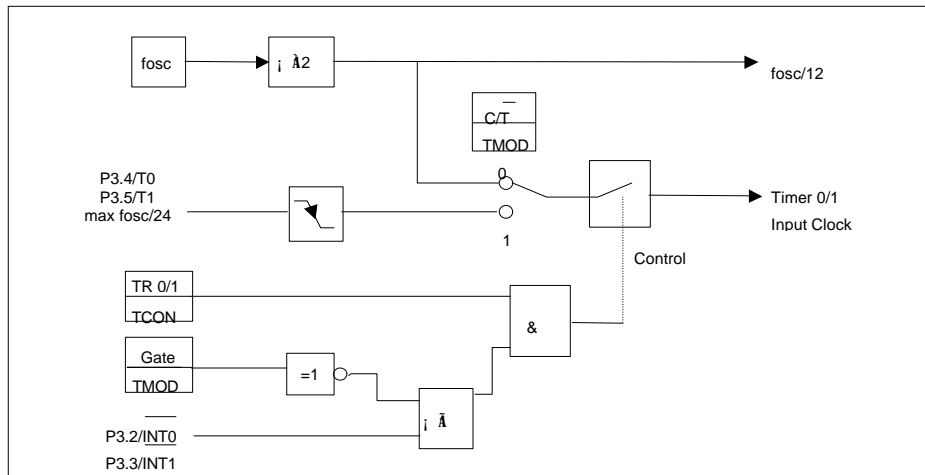 fosc
¡ À2
fosc/12
C/T
TMOD
0
P3.4/T0
P3.5/T1
max fosc/24
1
Timer 0/1
Input Clock
Control
TR 0/1
TCON
&
Gate
TMOD
=1
¡ Ã
P3.2/INT0
P3.3/INT1